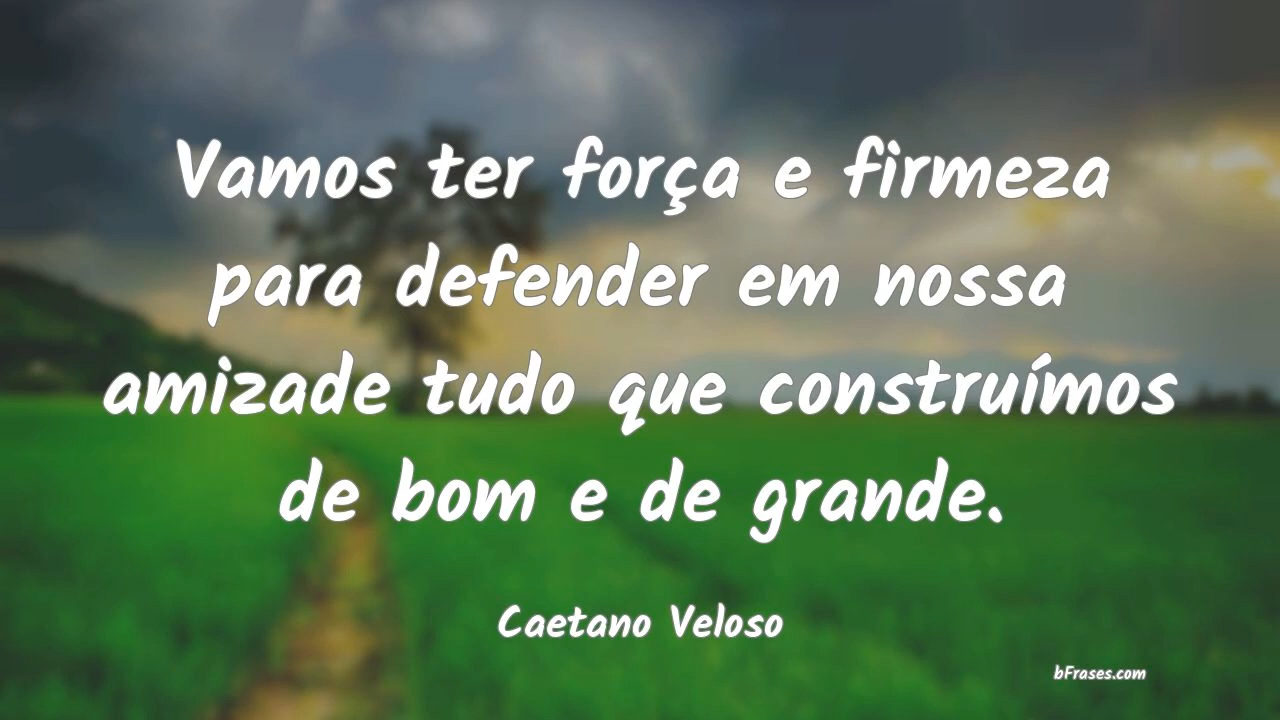 Vamos ter força e firmeza
para defender em nossa
amizade tudo que construímos
de bom e de grande.
Caetano Veloso
bFrases.com